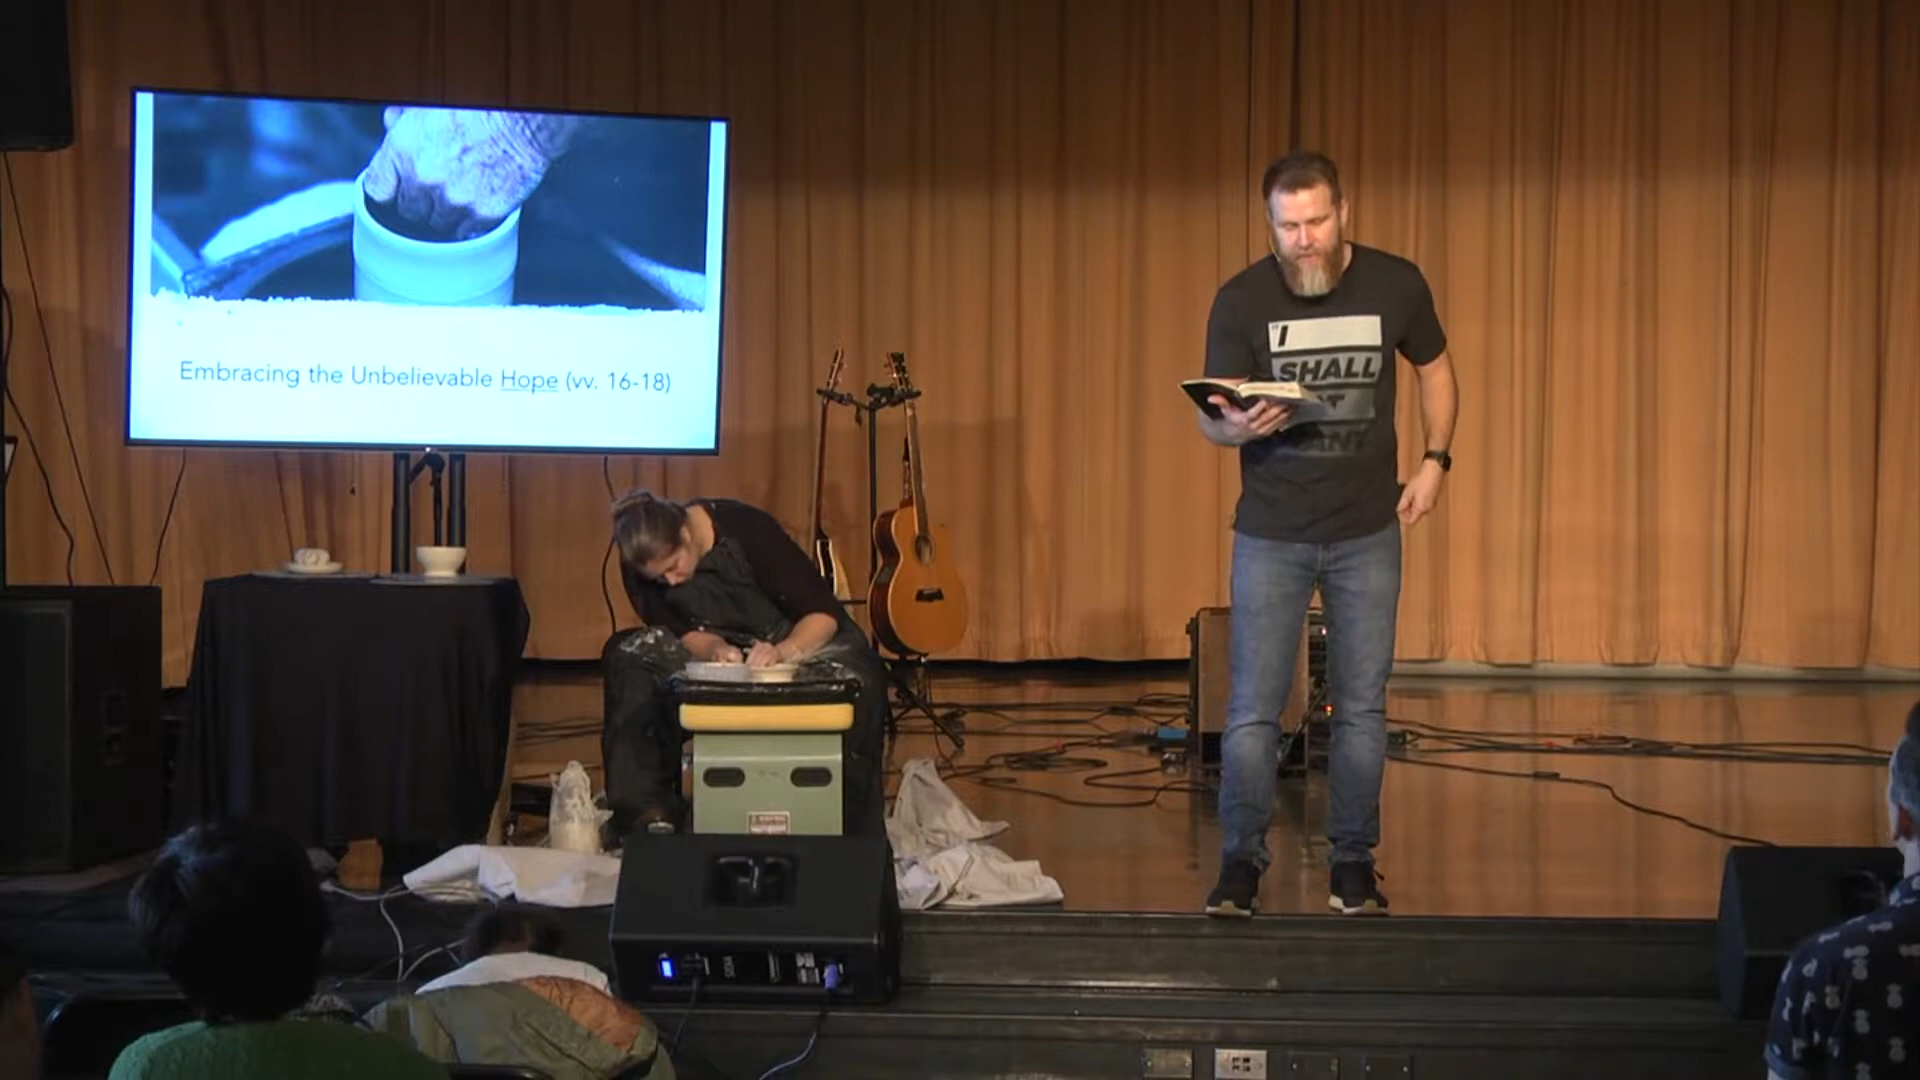 Embracing the Unbelievable Hope (vv. 16-18)
I
SHALL